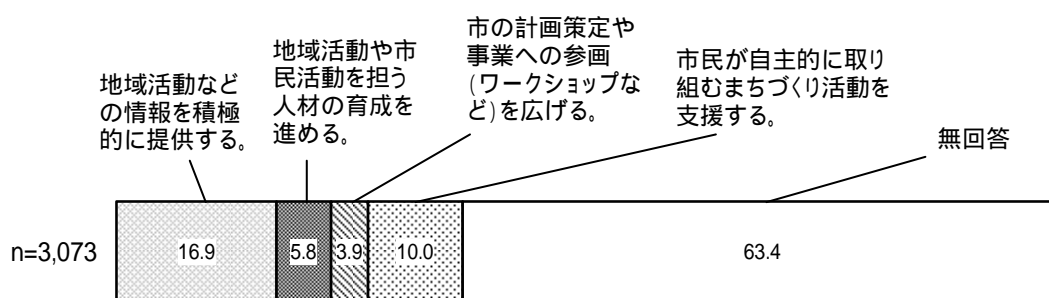 地域活動など
の情報を積極
的に提供する。
地域活動や市
民活動を担う
人材の育成を
進める。
市の計画策定や
事業への参画
(ワークショップな
ど)を広げる。
市民が自主的に取り
組むまちづくり活動を
支援する。
無回答
n=3,073
16.9
5.8
3.9
10.0
63.4